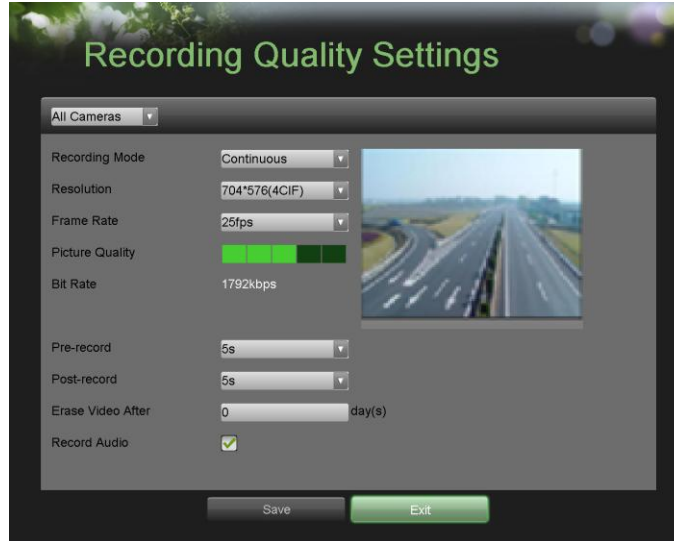 Recording Quality Settings
All Cameras
Recording Mode Continuous
Resolution 704*576(4CIF)
Frame Rate 25fps
Picture Quality
Bit Rate 1792kbps
Pre-record 5s
Post-record 5s
Erase Video After 0 day(s)
Record Audio
Save Exit